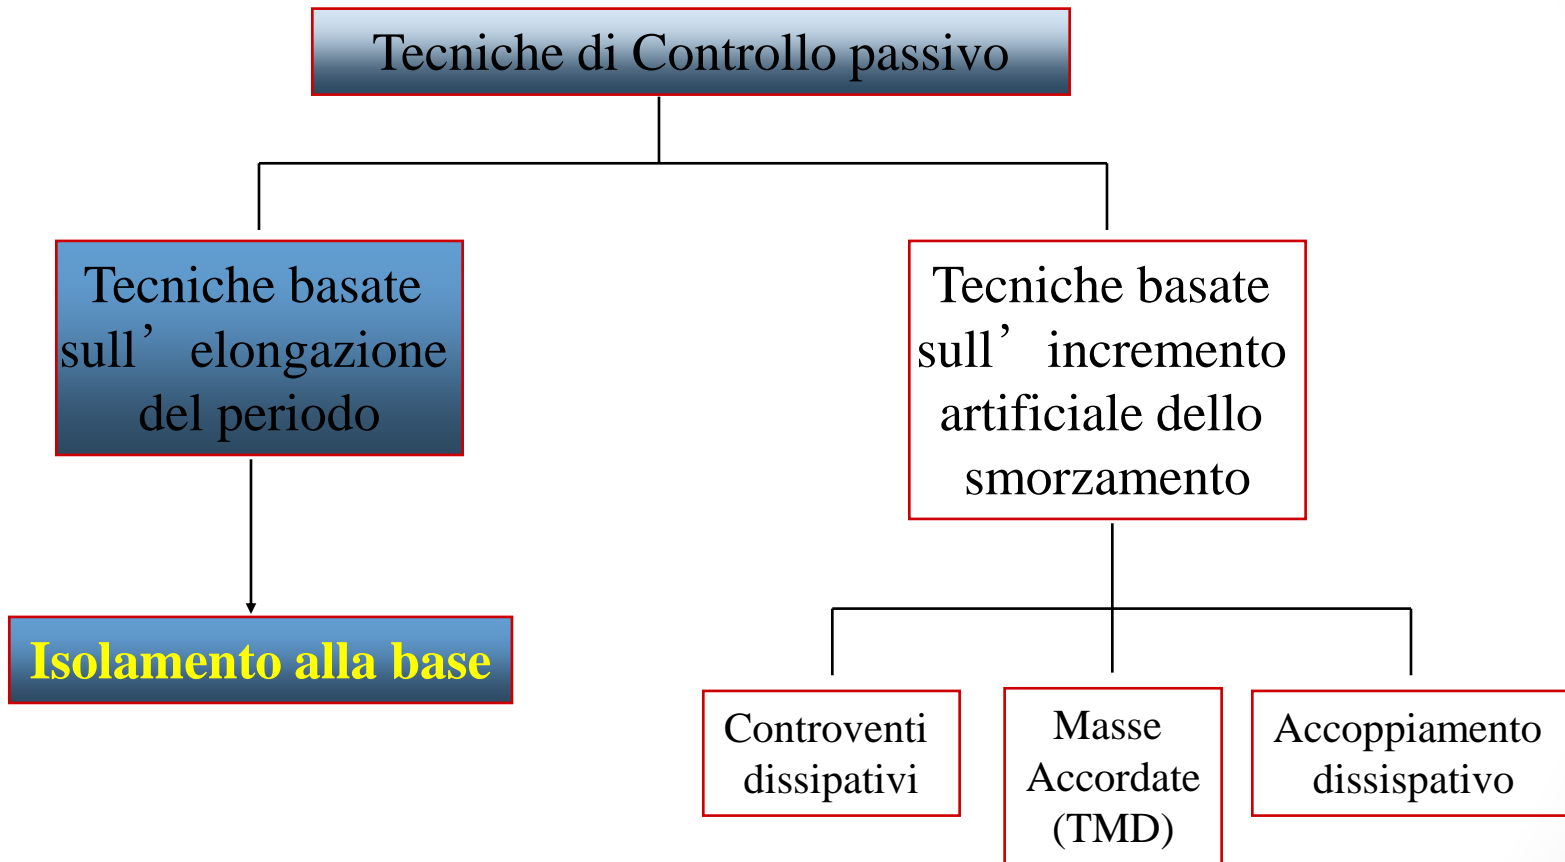 Tecniche di Controllo passivo
Tecniche basate
sull’ elongazione
del periodo
Tecniche basate
sull’ incremento
artificiale dello
smorzamento
Isolamento alla base
Controventi
dissipativi
Masse
Accordate
(TMD)
Accoppiamento
dissispativo